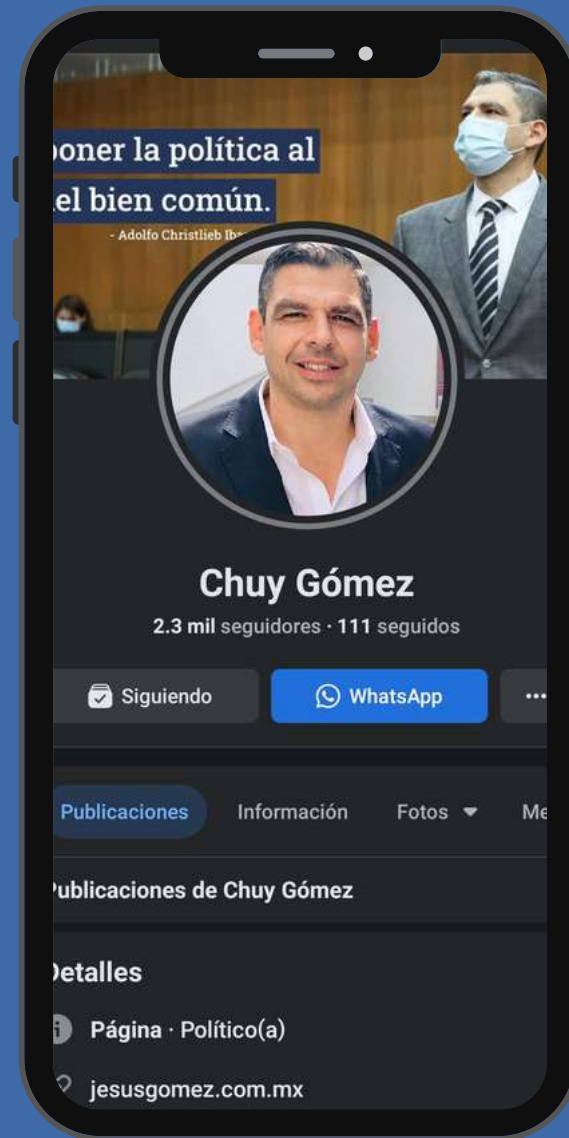 poner la política al
el bien común.
- Adolfo Christlieb
Chuy Gómez
2.3 mil seguidores · 111 seguidos
Siguiendo
WhatsApp
...
Publicaciones
Información
Fotos
Me
Publicaciones de Chuy Gómez
Detalles
Página · Político(a)
jesusgomez.com.mx